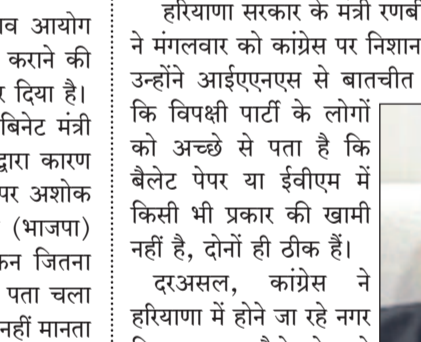 आयोग
कराने की
दिया है।
मंत्री
कारण
पर अशोक
(भाजपा)
जितना
पता चला
नहीं मानता
हरियाणा सरकार के मंत्री रणबी
ने मंगलवार को कांग्रेस पर निशान
उन्होंने आईएएनएस से बातचीत
कि विपक्षी पार्टी के लोगों
को अच्छे से पता है कि
बैलेट पेपर या ईवीएम में
किसी भी प्रकार की खामी
नहीं है, दोनों ही ठीक हैं।
दरअसल, कांग्रेस ने
हरियाणा में होने जा रहे नगर